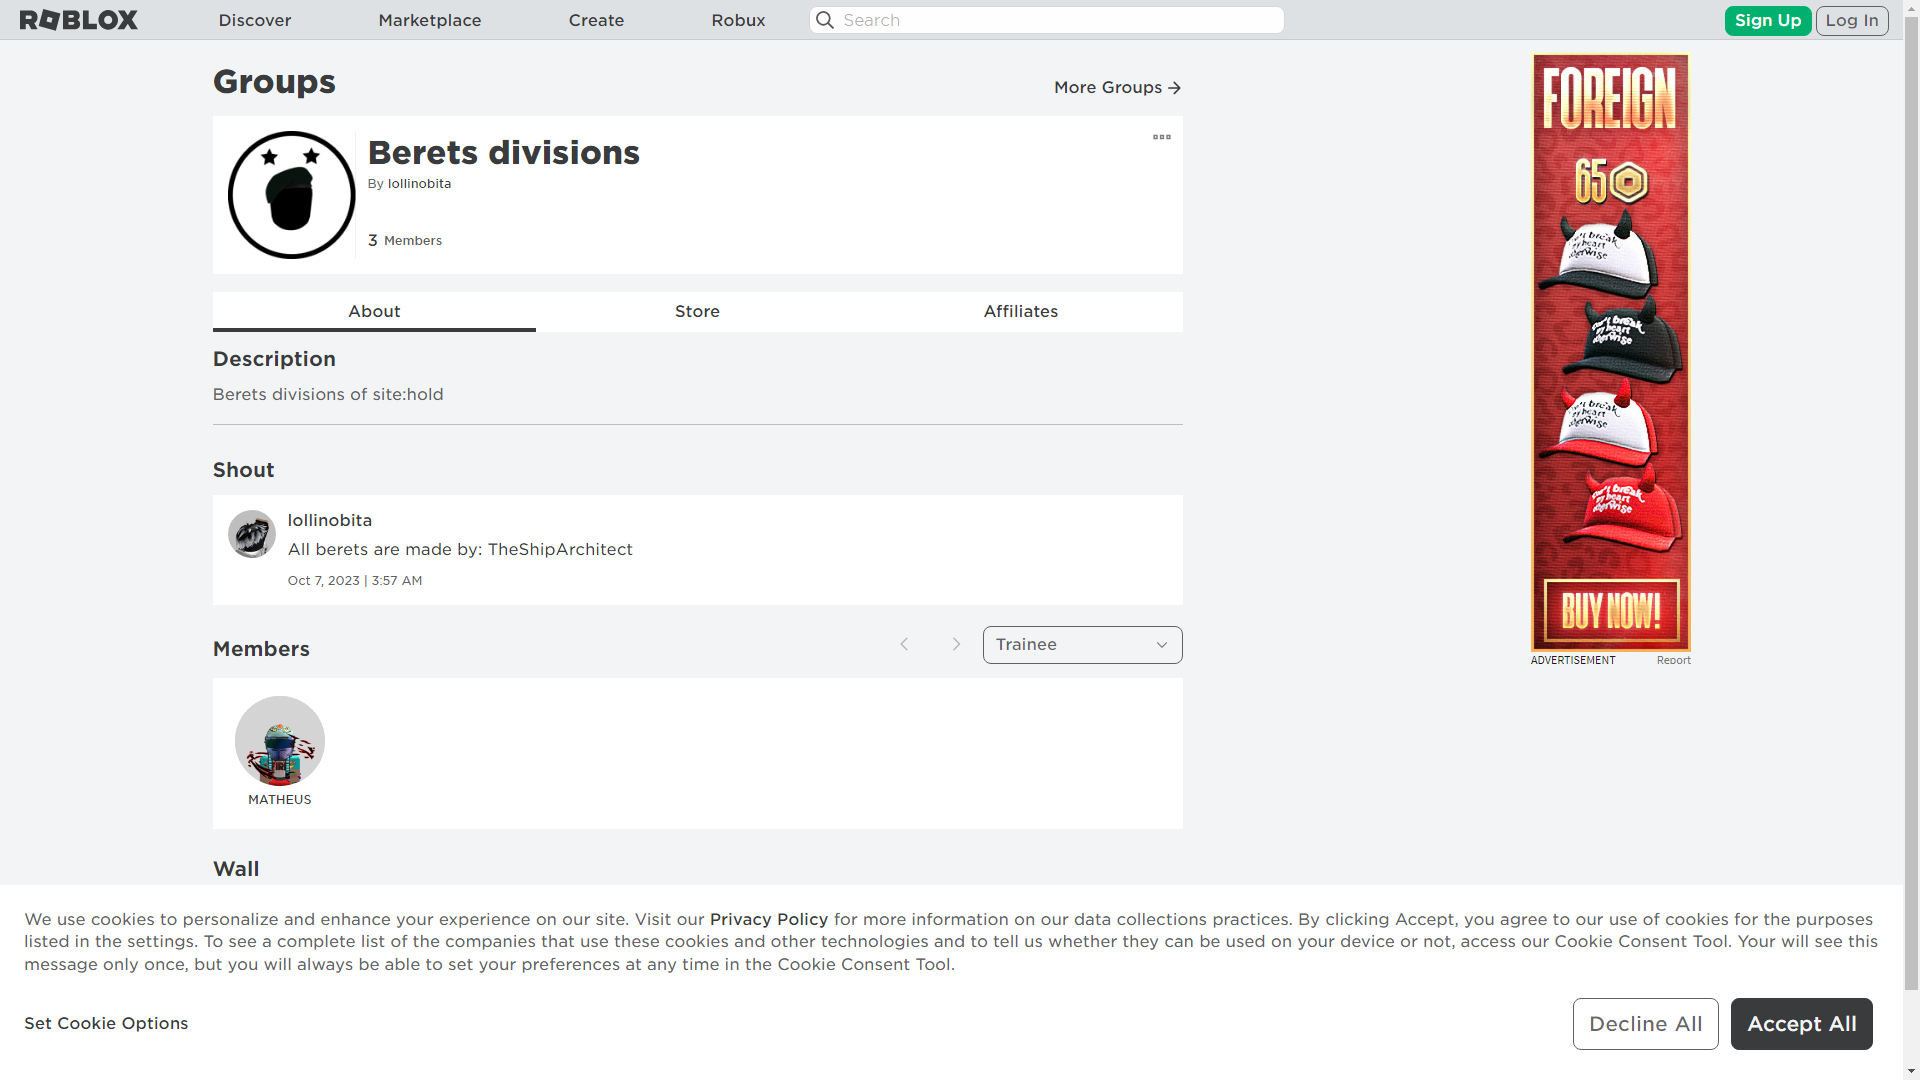 ROBLOX
Discover
Marketplace
Create
Robux
Search
Sign Up
Log In
Groups
More Groups
Berets divisions
By lollinobita
3 Members
About
Store
Affiliates
Description
Berets divisions of site:hold
Shout
lollinobita
All berets are made by: TheShipArchitect
Oct 7, 2023 | 3:57 AM
Members
Trainee
MATHEUS
Wall
FOREIGN
65
BUY NOW!
ADVERTISEMENT
Report
We use cookies to personalize and enhance your experience on our site. Visit our Privacy Policy for more information on our data collections practices. By clicking Accept, you agree to our use of cookies for the purposes
listed in the settings. To see a complete list of the companies that use these cookies and other technologies and to tell us whether they can be used on your device or not, access our Cookie Consent Tool. Your will see this
message only once, but you will always be able to set your preferences at any time in the Cookie Consent Tool.
Set Cookie Options
Decline All
Accept All